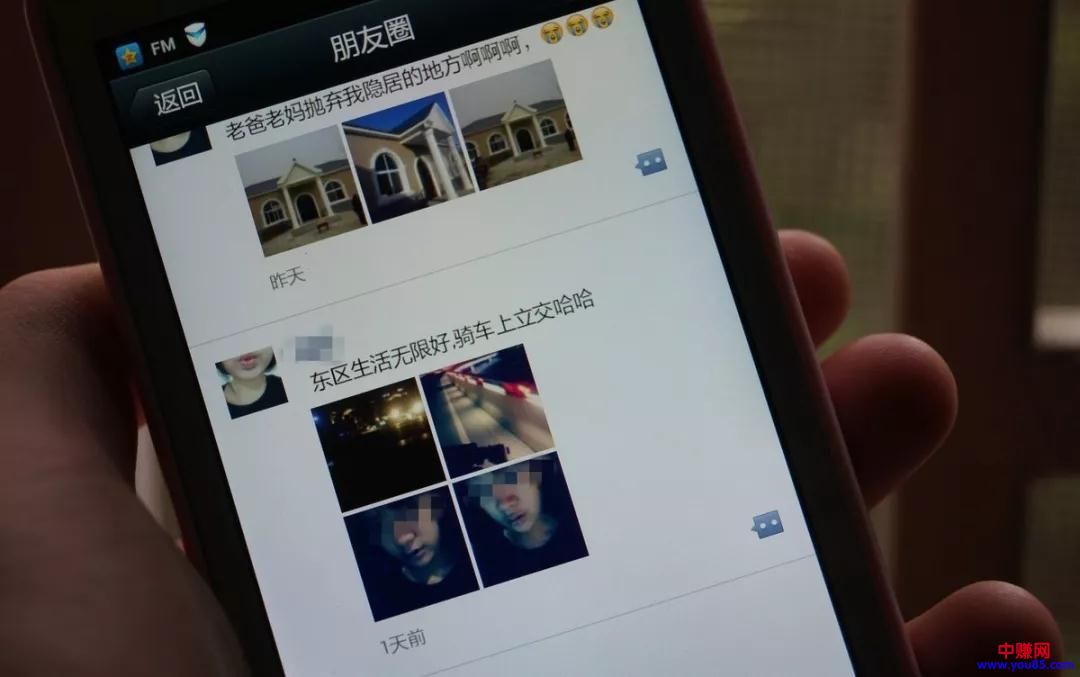 FM
朋友圈
返回
老爸老妈抛弃我隐居的地方啊啊啊，😭😭😭
昨天
东区生活无限好,骑车上立交哈哈
1天前
中赚网
www.you85.com